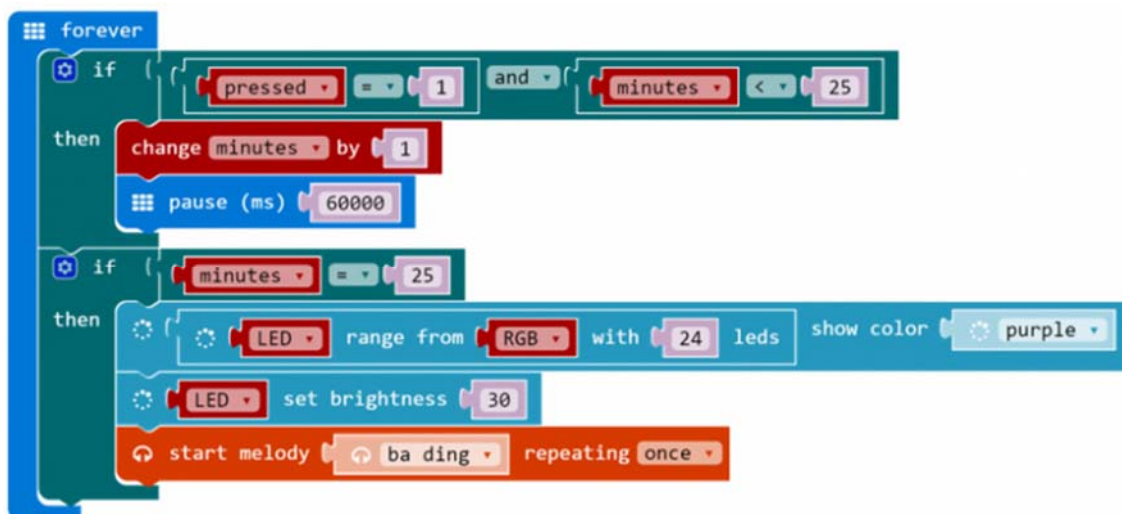 forever
if pressed = 1 and minutes < 25
then change minutes by 1
pause (ms) 60000
if minutes = 25
then LED range from RGB with 24 leds show color purple
LED set brightness 30
start melody ba ding repeating once